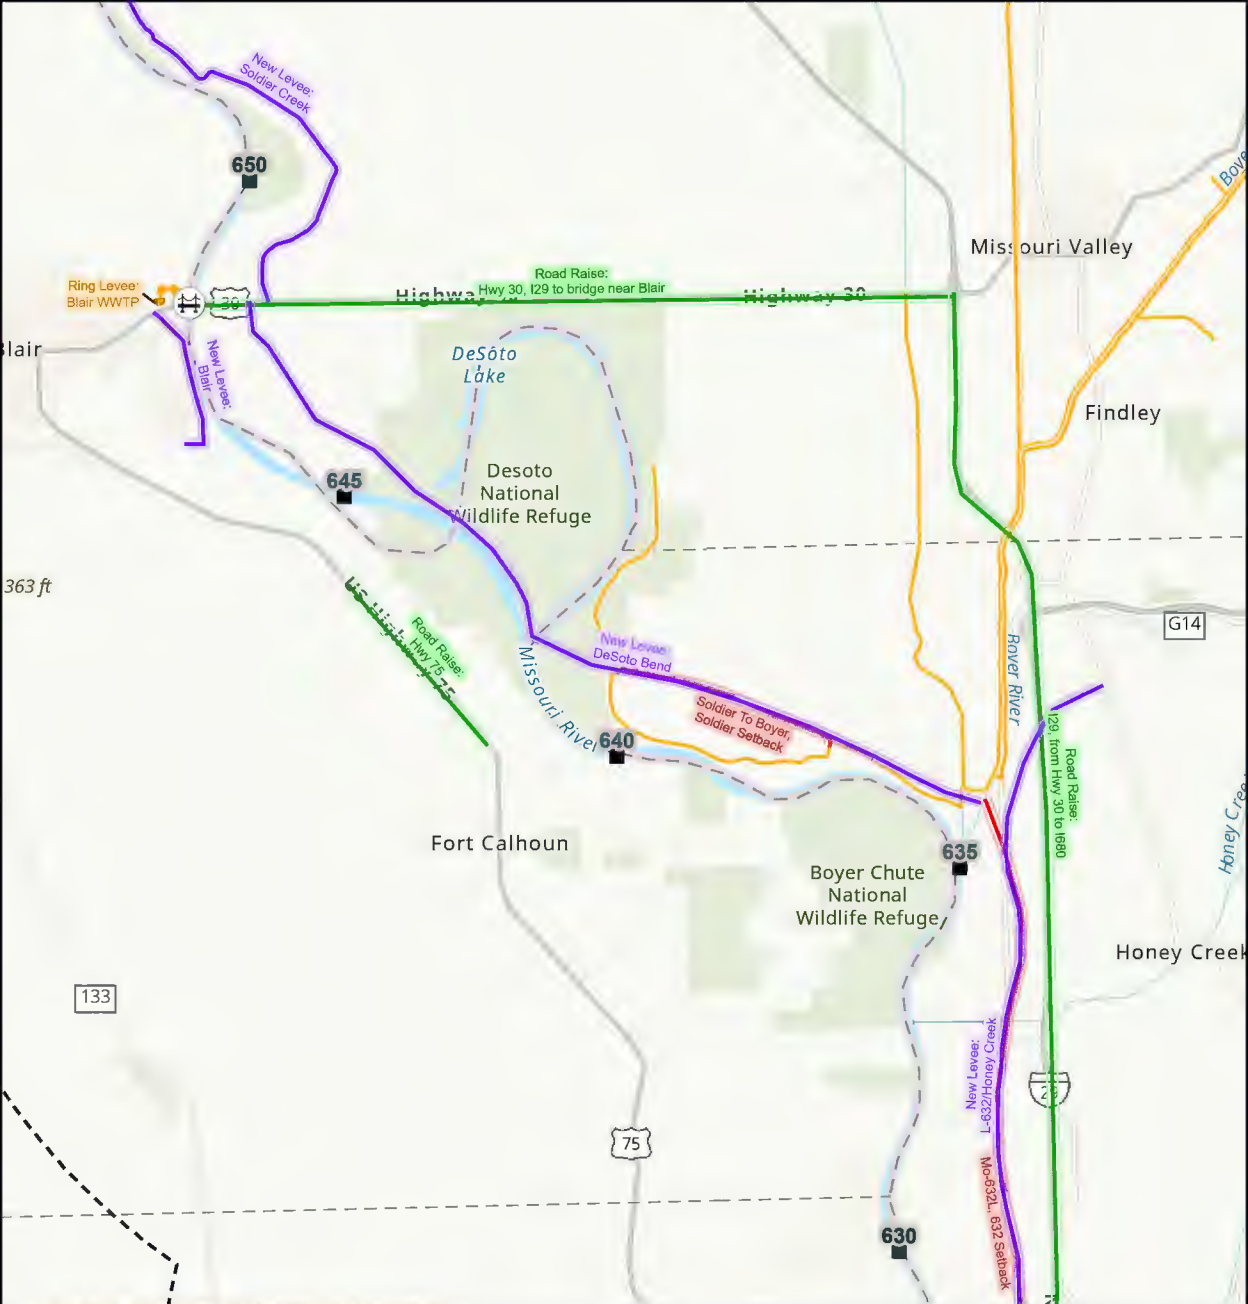 New Levee:
Soldier Creek
650
Missouri Valley
Ring Levee:
Blair WWTP
30
Road Raise:
Hwy 30, I29 to bridge near Blair
Highway 30
New Levee:
Blair
DeSoto
Lake
Findley
645
Desoto
National
Wildlife Refuge
363 ft
US Highway 75
Road Raise:
Hwy 75
G14
New Levee:
DeSoto Bend
Missouri River
Soldier To Boyer,
Soldier Setback
640
Boyer River
Road Raise:
I29, from Hwy 30 to I680
Fort Calhoun
635
Boyer Chute
National
Wildlife Refuge
Honey Creek
133
New Levee:
L-632/Honey Creek
75
Mo-632L, 632 Setback
630